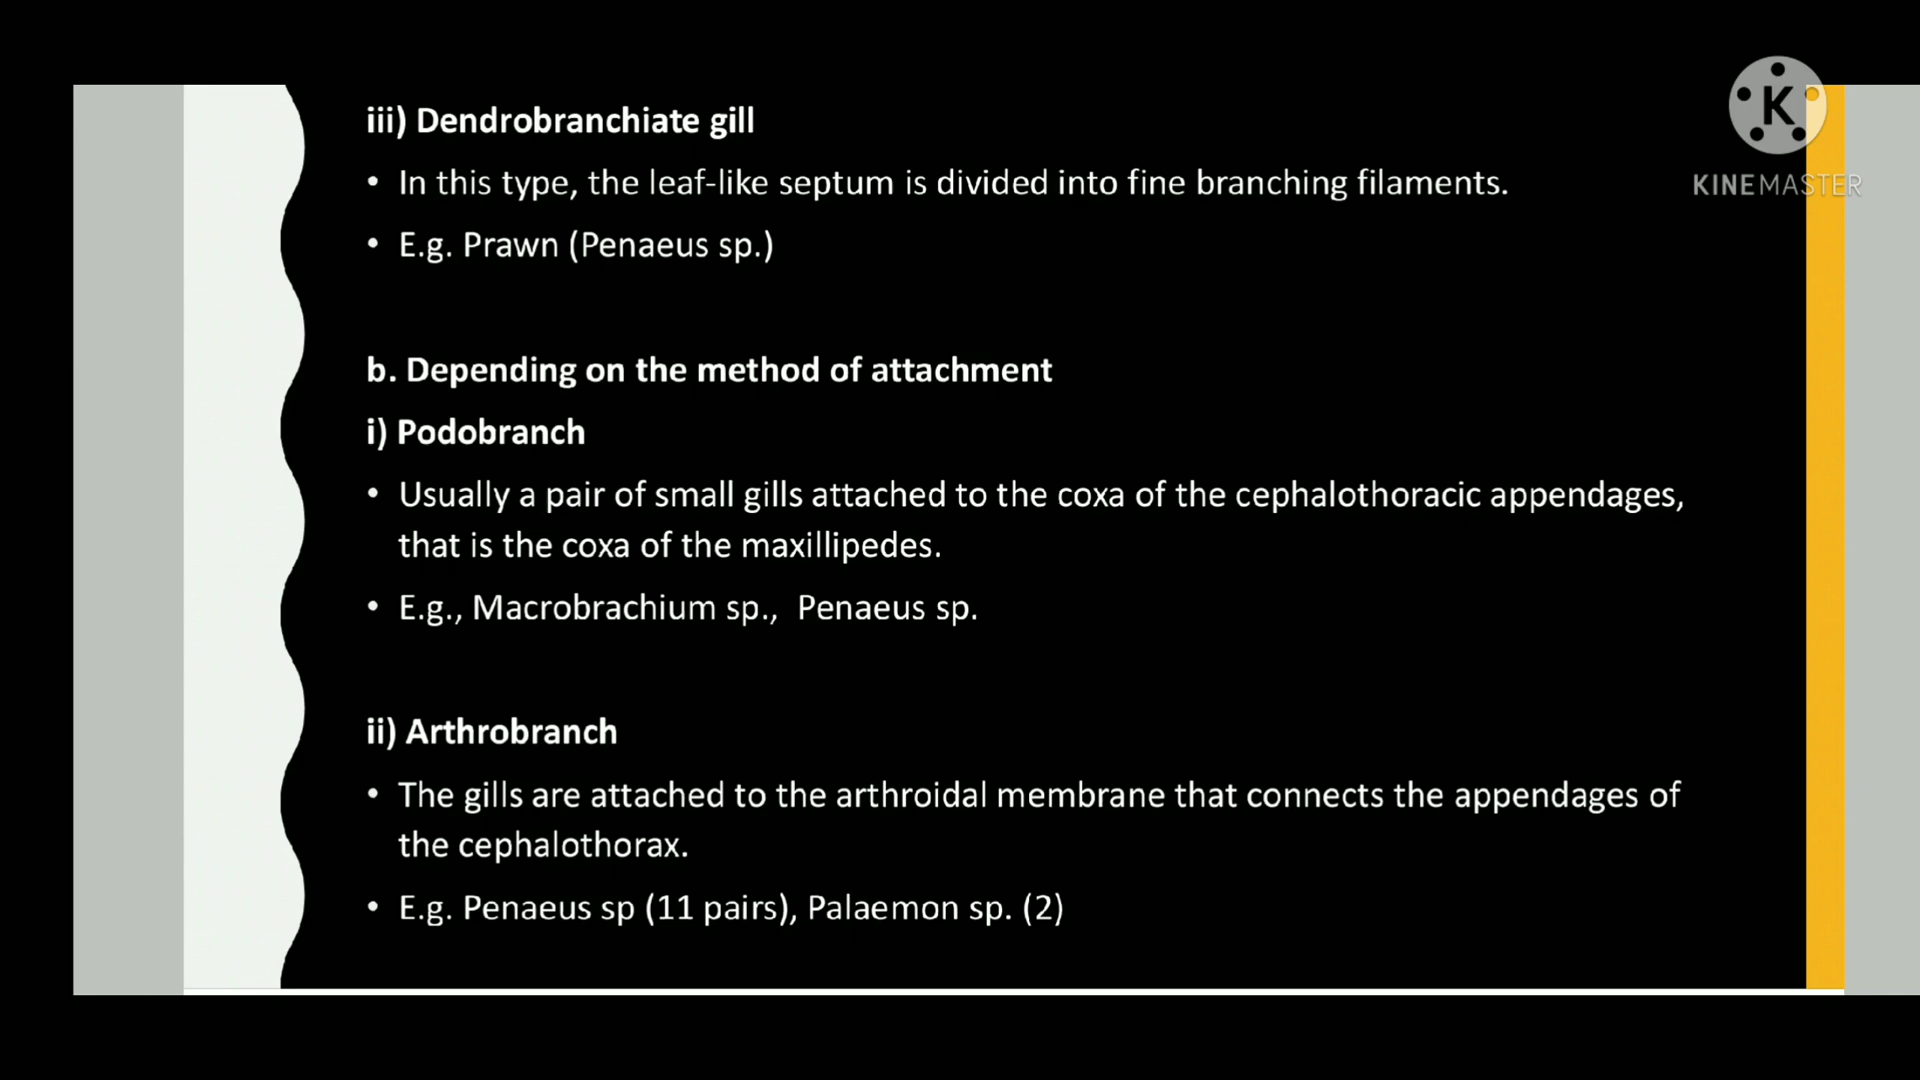 K
KINEMASTER
iii) Dendrobranchiate gill
• In this type, the leaf-like septum is divided into fine branching filaments.
• E.g. Prawn (Penaeus sp.)
b. Depending on the method of attachment
i) Podobranch
• Usually a pair of small gills attached to the coxa of the cephalothoracic appendages,
that is the coxa of the maxillipedes.
• E.g., Macrobrachium sp.,  Penaeus sp.
ii) Arthrobranch
• The gills are attached to the arthroidal membrane that connects the appendages of
the cephalothorax.
• E.g. Penaeus sp (11 pairs), Palaemon sp. (2)